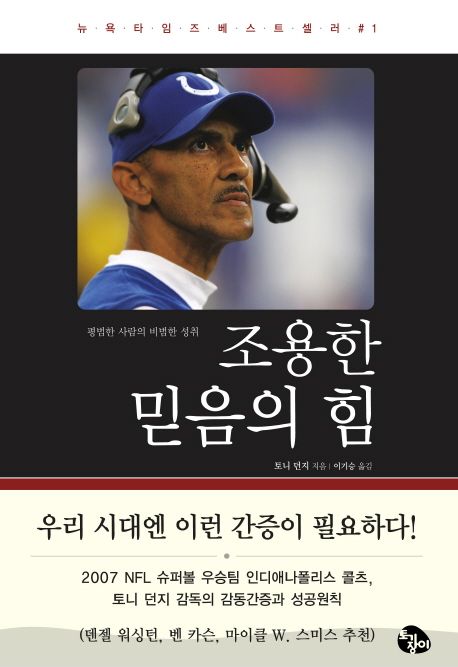 뉴·욕·타·임·즈·베·스·트·셀·러·#1
평범한 사람의 비범한 성취
조용한
믿음의 힘
토니 던지 지음 | 이기승 옮김
우리 시대엔 이런 간증이 필요하다!
2007 NFL 슈퍼볼 우승팀 인디애나폴리스 콜츠,
토니 던지 감독의 감동간증과 성공원칙
(덴젤 워싱턴, 벤 카슨, 마이클 W. 스미스 추천)
토기장이